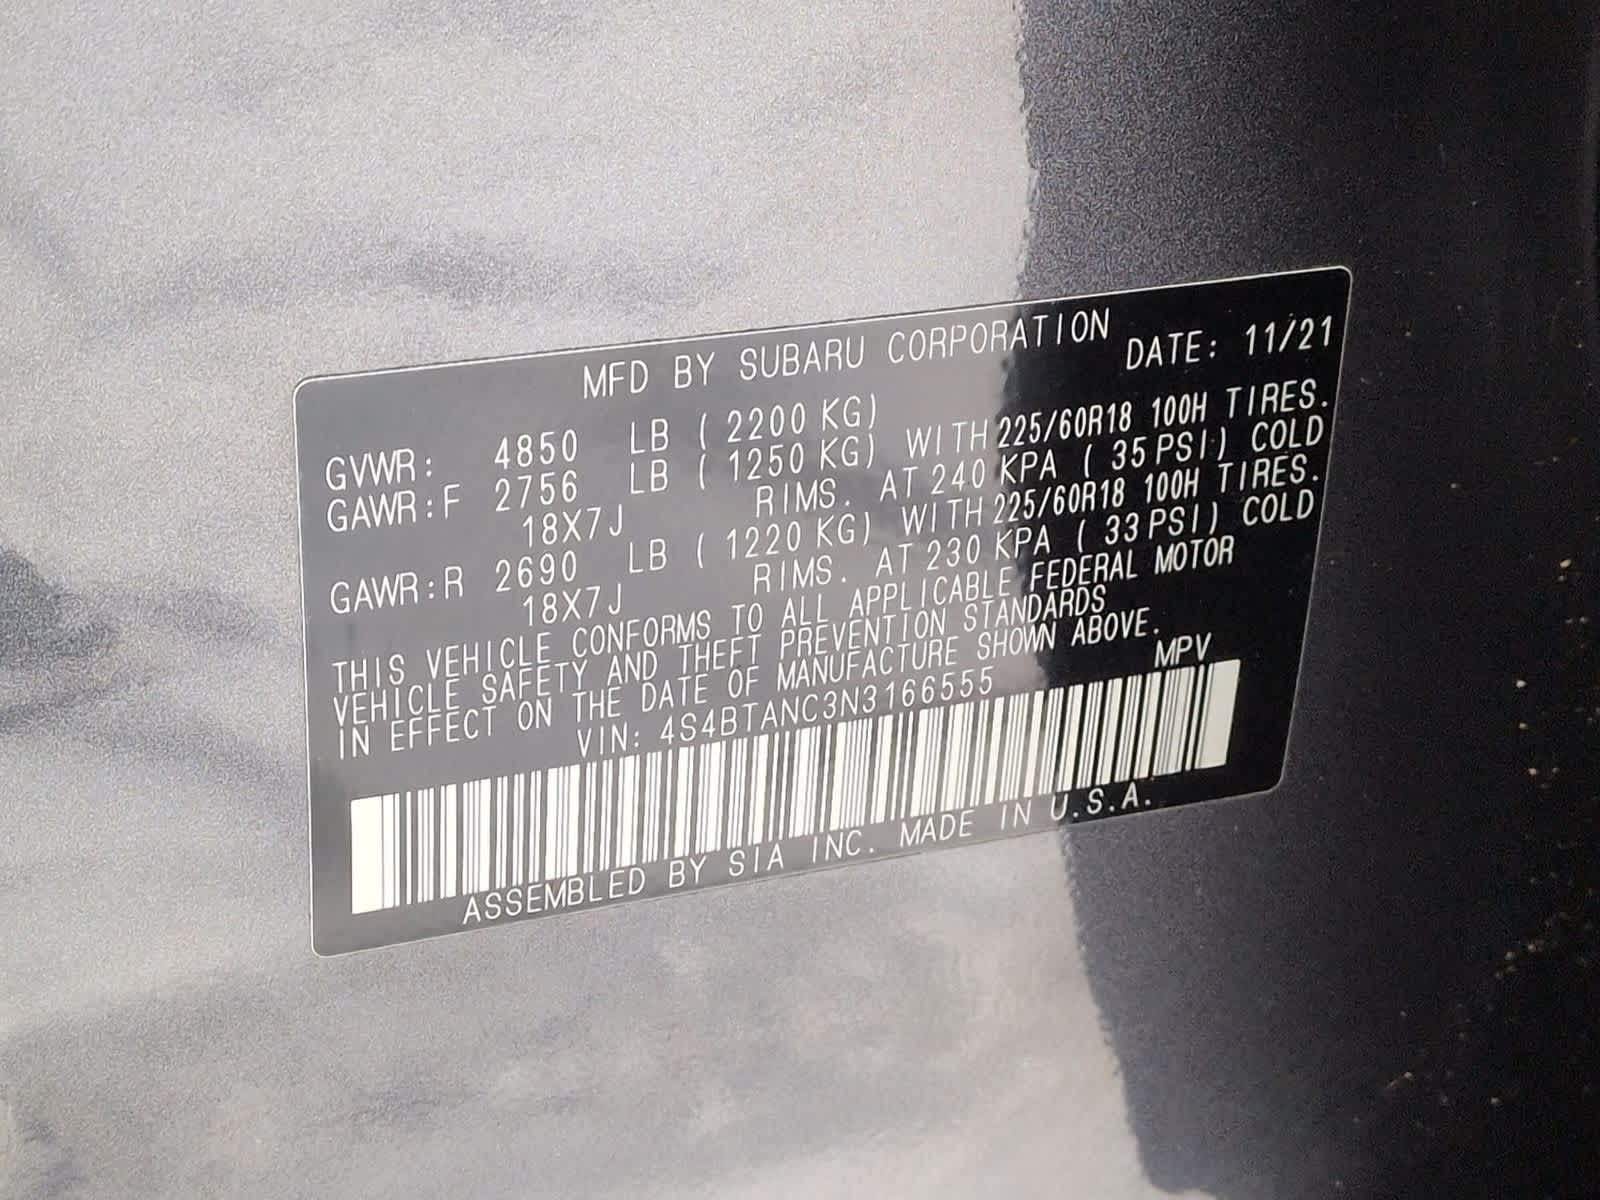 MFD BY SUBARU CORPORATION DATE: 11/21
GVWR: 4850 LB ( 2200 KG)
GAWR:F 2756 LB ( 1250 KG) WITH 225/60R18 100H TIRES.
18X7J RIMS. AT 240 KPA ( 35 PSI) COLD
GAWR:R 2690 LB ( 1220 KG) WITH 225/60R18 100H TIRES.
18X7J RIMS. AT 230 KPA ( 33 PSI) COLD
THIS VEHICLE CONFORMS TO ALL APPLICABLE FEDERAL MOTOR
VEHICLE SAFETY AND THEFT PREVENTION STANDARDS
IN EFFECT ON THE DATE OF MANUFACTURE SHOWN ABOVE.
VIN: 4S4BTANC3N3166555 MPV
ASSEMBLED BY SIA INC. MADE IN U.S.A.